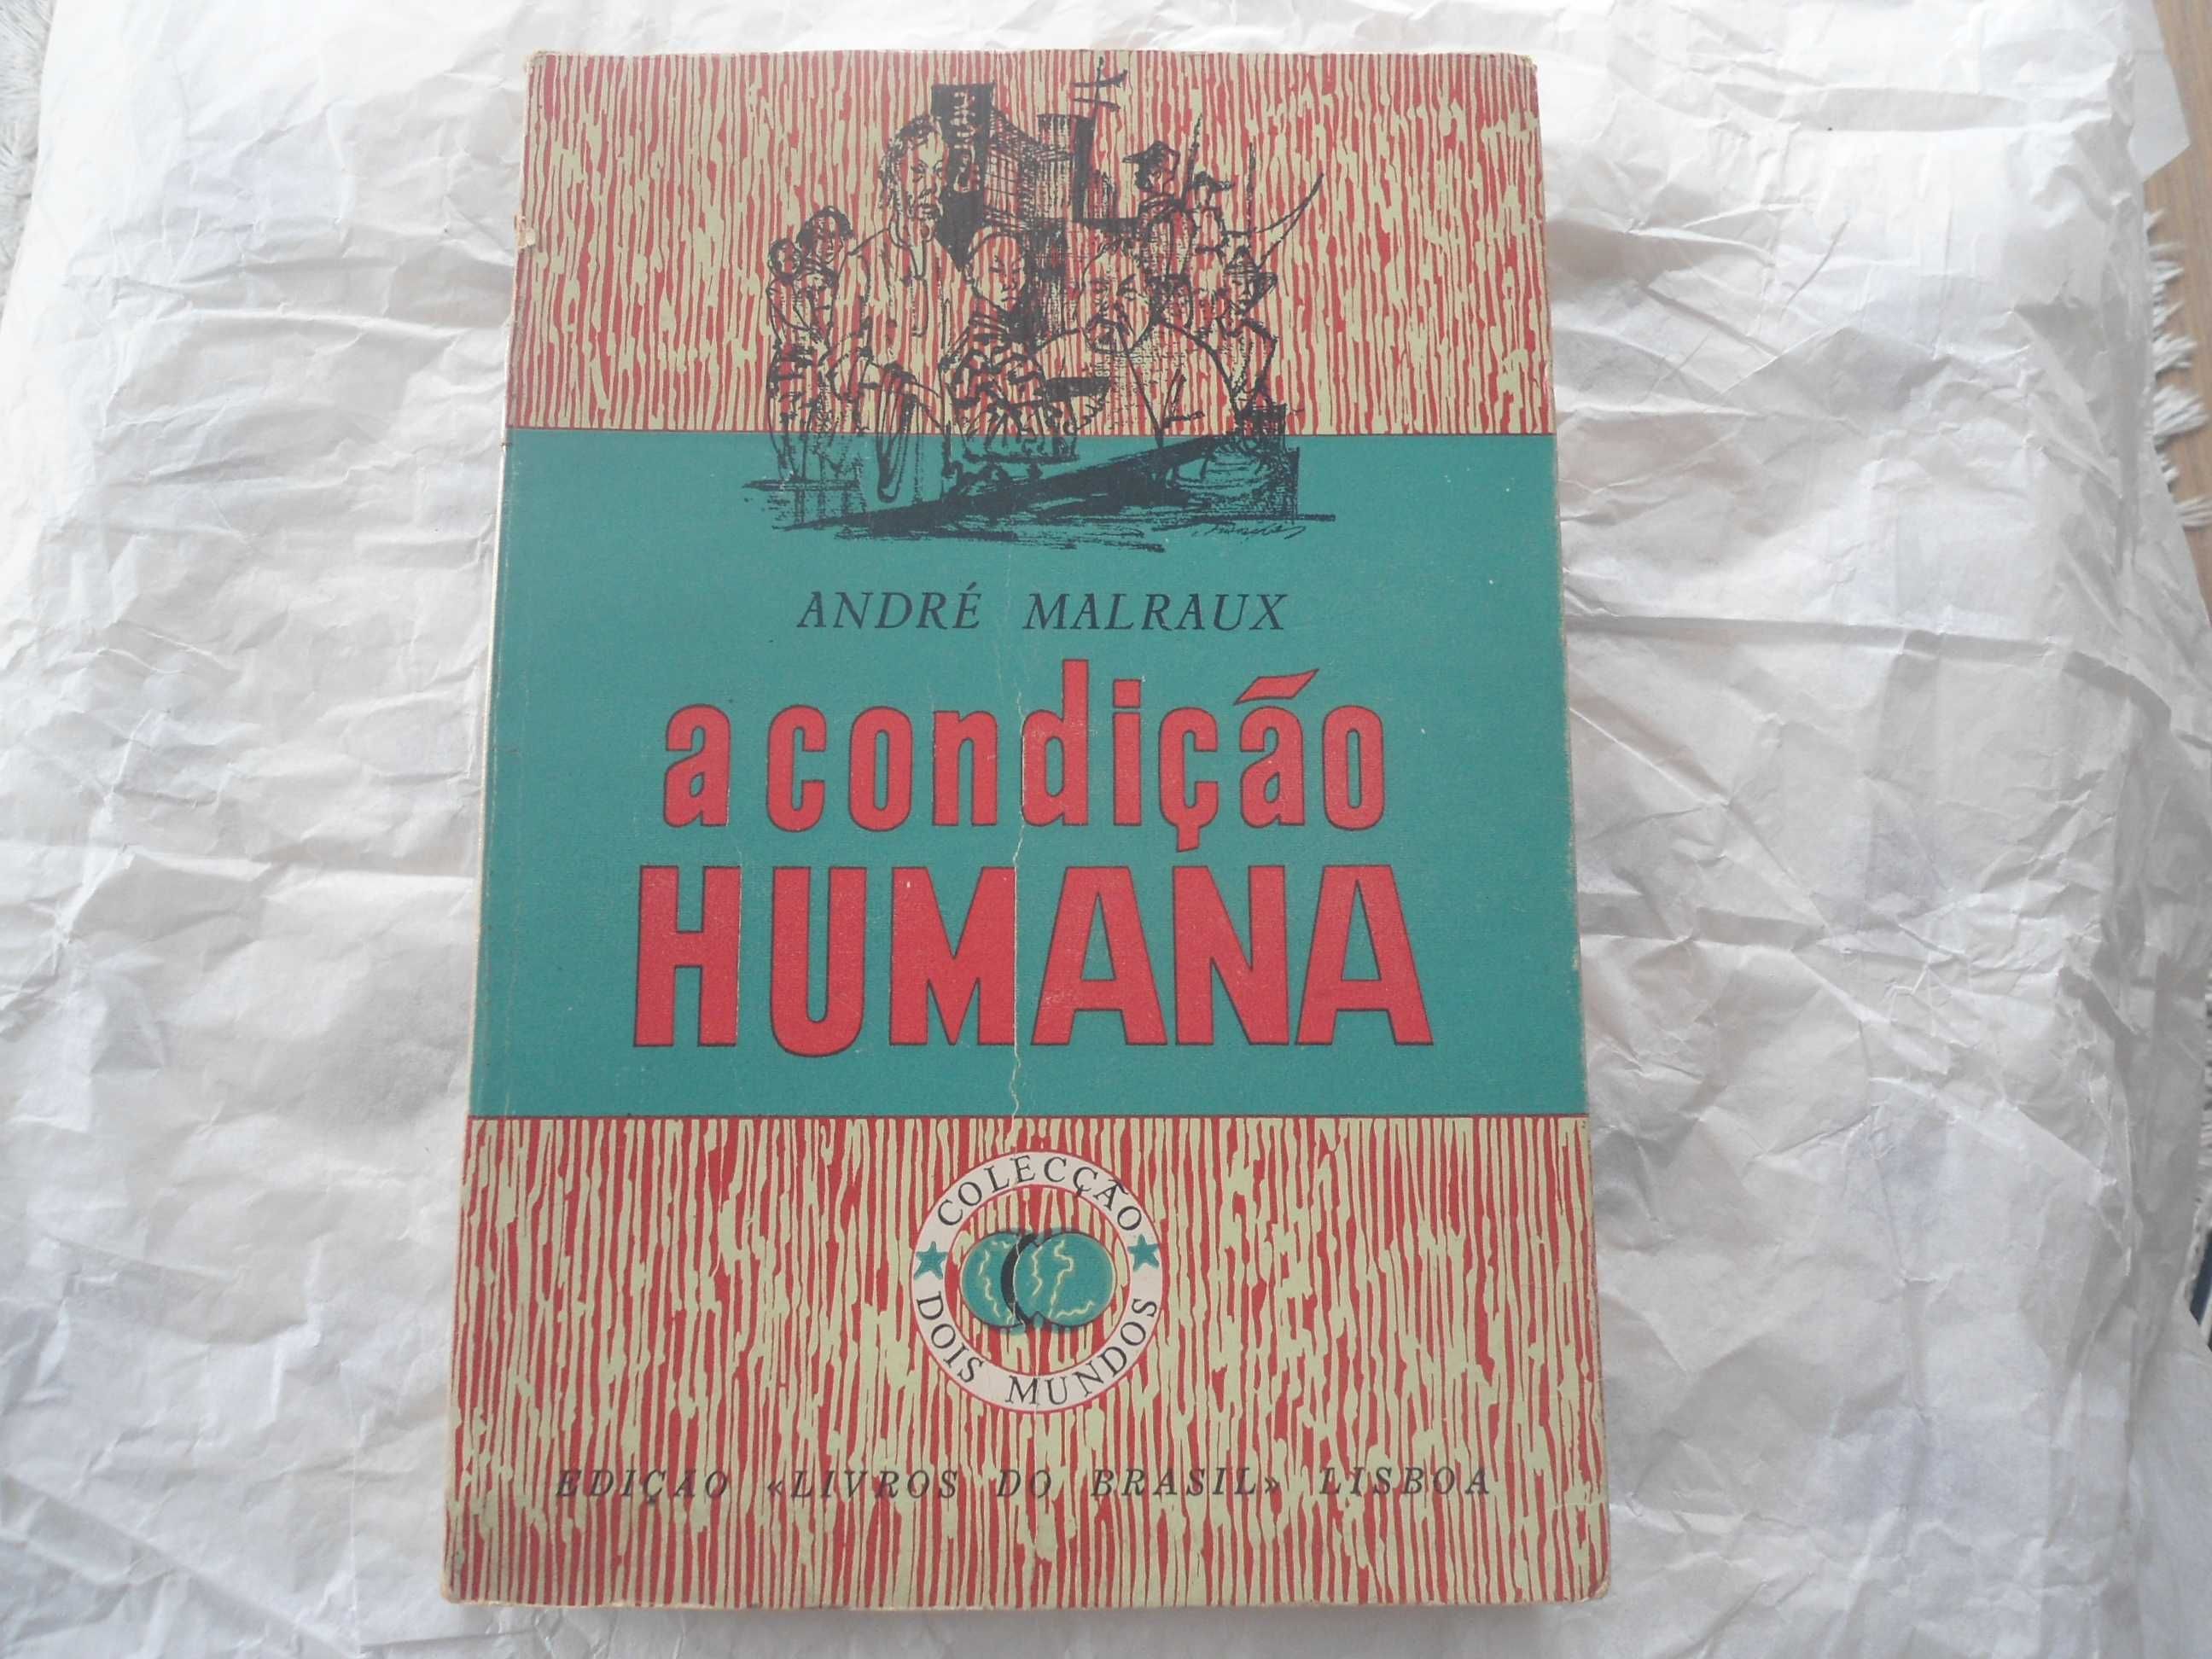 ANDRÉ MALRAUX
a condição
HUMANA
COLECÇÃO
DOIS MUNDOS
EDIÇÃO «LIVROS DO BRASIL» LISBOA